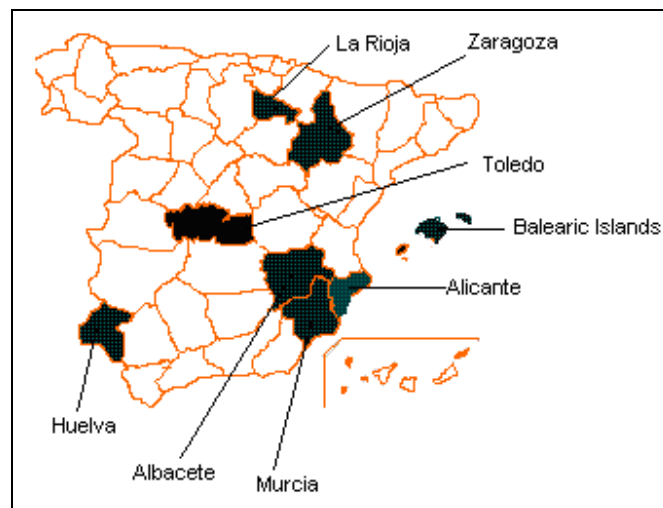 La Rioja
Zaragoza
Toledo
Balearic Islands
Alicante
Huelva
Albacete
Murcia